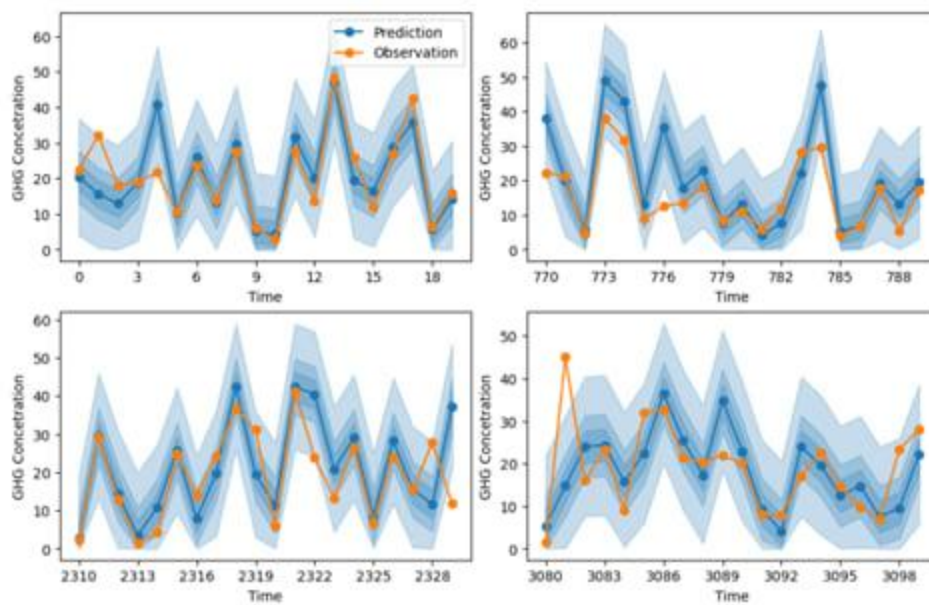 60
50
40
30
20
10
0
GHG Concetration
Prediction
Observation
0 3 6 9 12 15 18
Time
60
50
40
30
20
10
0
GHG Concetration
770 773 776 779 782 785 788
Time
60
50
40
30
20
10
0
GHG Concetration
2310 2313 2316 2319 2322 2325 2328
Time
50
40
30
20
10
0
GHG Concetration
3080 3083 3086 3089 3092 3095 3098
Time